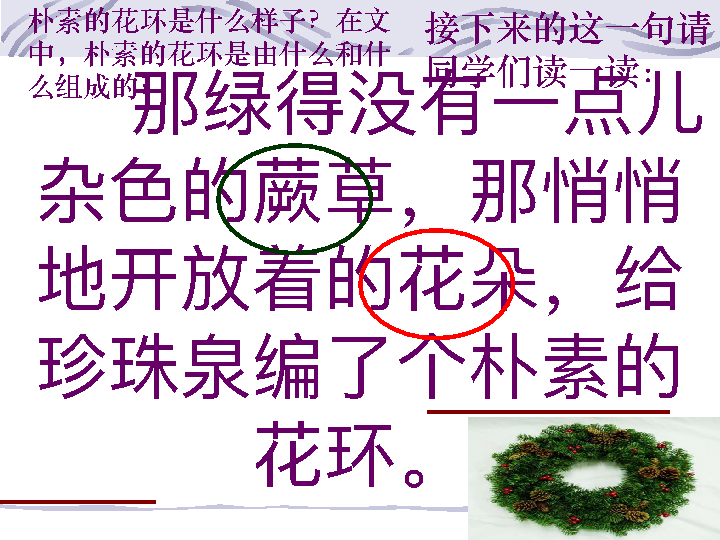 朴素的花环是什么样子？在文
中，朴素的花环是由什么和什
么组成的
接下来的这一句请
同学们读一读：
那绿得没有一点儿
杂色的蕨草，那悄悄
地开放着的花朵，给
珍珠泉编了个朴素的
花环。